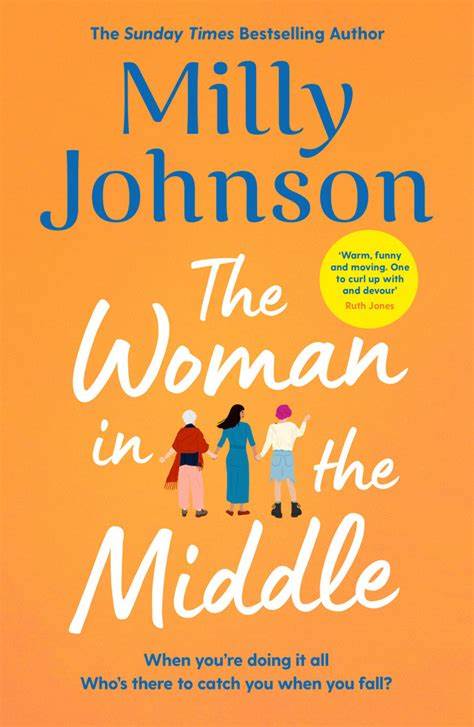 The Sunday Times Bestselling Author
Milly
Johnson
‘Warm, funny
and moving. One
to curl up with
and devour’
Ruth Jones
The
Woman
in the
Middle
When you’re doing it all
Who’s there to catch you when you fall?